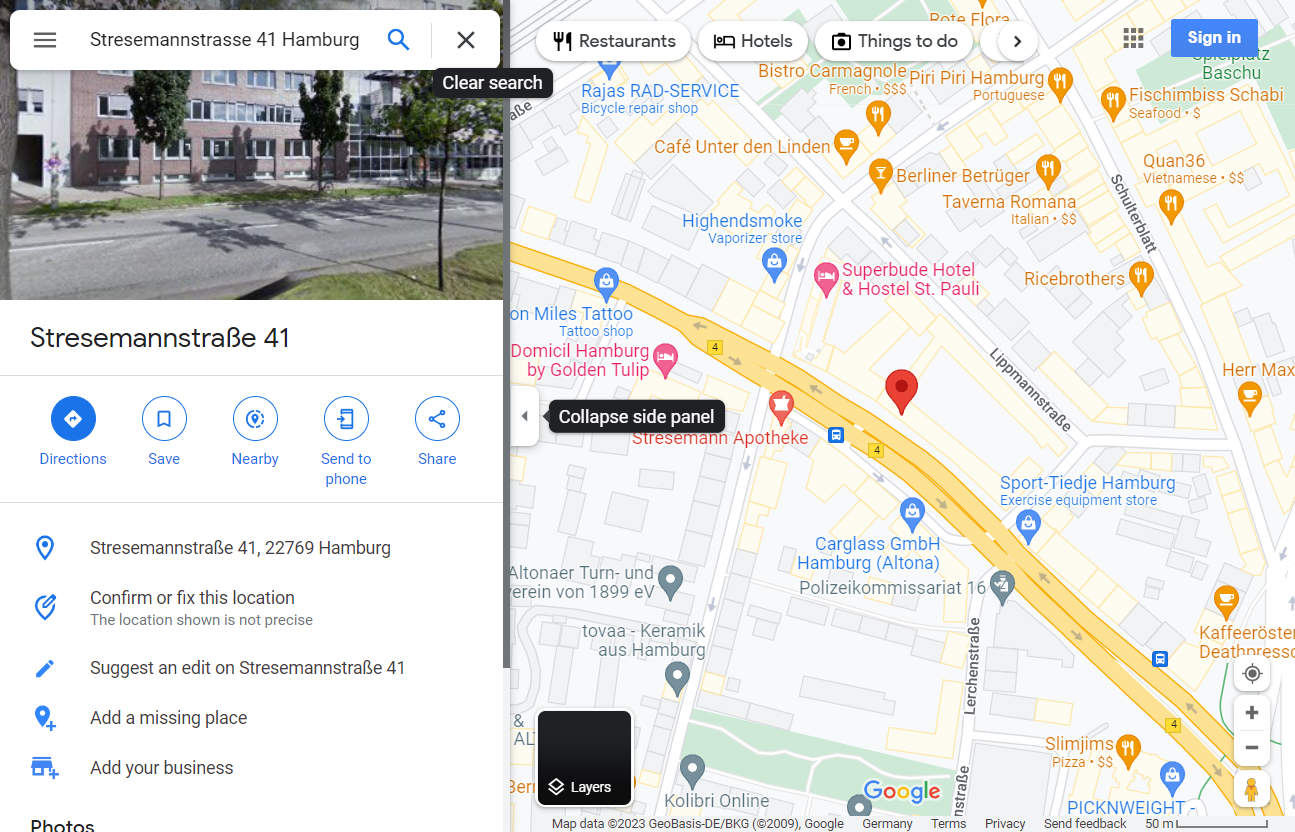 Stresemannstrasse 41 Hamburg
Clear search
Stresemannstraße 41
Directions
Save
Nearby
Send to
phone
Share
Stresemannstraße 41, 22769 Hamburg
Confirm or fix this location
The location shown is not precise
Suggest an edit on Stresemannstraße 41
Add a missing place
Add your business
Photos
Restaurants
Hotels
Things to do
Sign in
Rote Flora
Spielplatz
Baschu
Bistro Carmagnole
French • $$$
Piri Piri Hamburg
Portuguese
Rajas RAD-SERVICE
Bicycle repair shop
Fischimbiss Schabi
Seafood • $
aße
Café Unter den Linden
Quan36
Vietnamese • $$
Berliner Betrüger
Taverna Romana
Italian • $$
Schulterblatt
Highendsmoke
Vaporizer store
Superbude Hotel
& Hostel St. Pauli
Ricebrothers
on Miles Tattoo
Tattoo shop
4
Domicil Hamburg
by Golden Tulip
Lippmannstraße
Herr Max
Collapse side panel
Stresemann Apotheke
4
Sport-Tiedje Hamburg
Exercise equipment store
Carglass GmbH
Hamburg (Altona)
Altonaer Turn- und
verein von 1899 eV
Polizeikommissariat 16
tovaa - Keramik
aus Hamburg
Lerchenstraße
Kaffeeröster
Deathpresso
4
&
AL
Slimjims
Pizza • $$
Bern
Layers
Kolibri Online
Google
nstraße
PICKNWEIGHT -
Map data ©2023 GeoBasis-DE/BKG (©2009), Google
Germany
Terms
Privacy
Send feedback
50 m